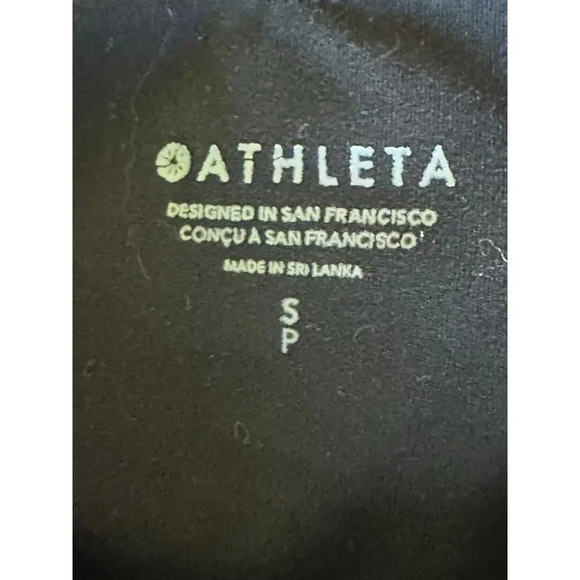 ATHLETA
DESIGNED IN SAN FRANCISCO
CONÇU À SAN FRANCISCO
MADE IN SRI LANKA
S
P